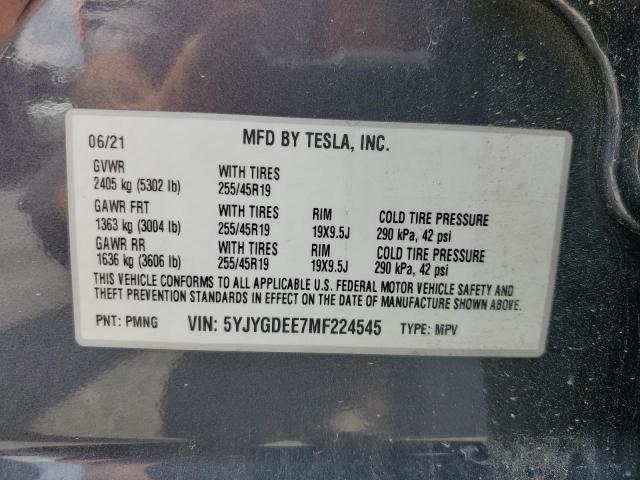 06/21 MFD BY TESLA, INC.
GVWR WITH TIRES
2405 kg (5302 lb) 255/45R19
GAWR FRT WITH TIRES RIM COLD TIRE PRESSURE
1363 kg (3004 lb) 255/45R19 19X9.5J 290 kPa, 42 psi
GAWR RR WITH TIRES RIM COLD TIRE PRESSURE
1636 kg (3606 lb) 255/45R19 19X9.5J 290 kPa, 42 psi
THIS VEHICLE CONFORMS TO ALL APPLICABLE U.S. FEDERAL MOTOR VEHICLE SAFETY AND
THEFT PREVENTION STANDARDS IN EFFECT ON THE DATE OF MANUFACTURE SHOWN ABOVE.
PNT: PMNG VIN: 5YJYGDEE7MF224545 TYPE: MPV